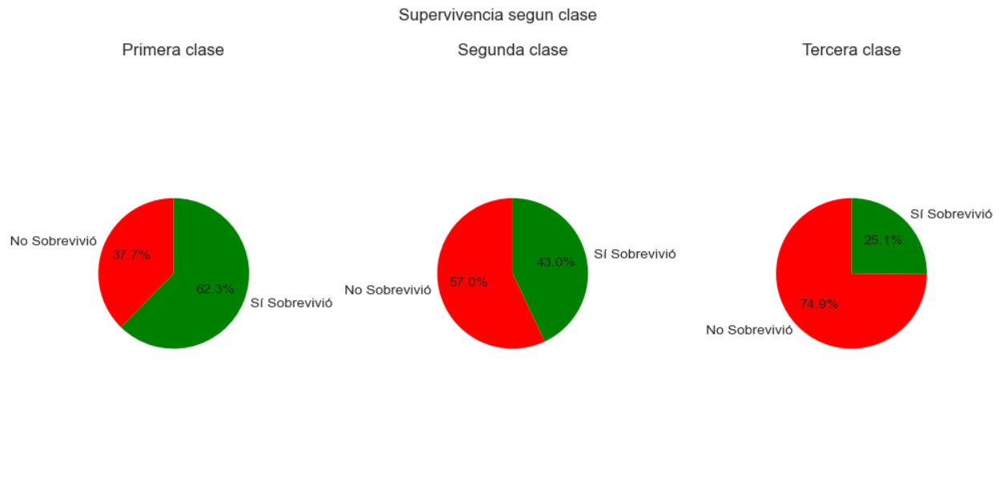 Supervivencia segun clase
Primera clase
Segunda clase
Tercera clase
No Sobrevivió
37.7%
62.3%
Sí Sobrevivió
No Sobrevivió
57.0%
43.0%
Sí Sobrevivió
Sí Sobrevivió
25.1%
74.9%
No Sobrevivió